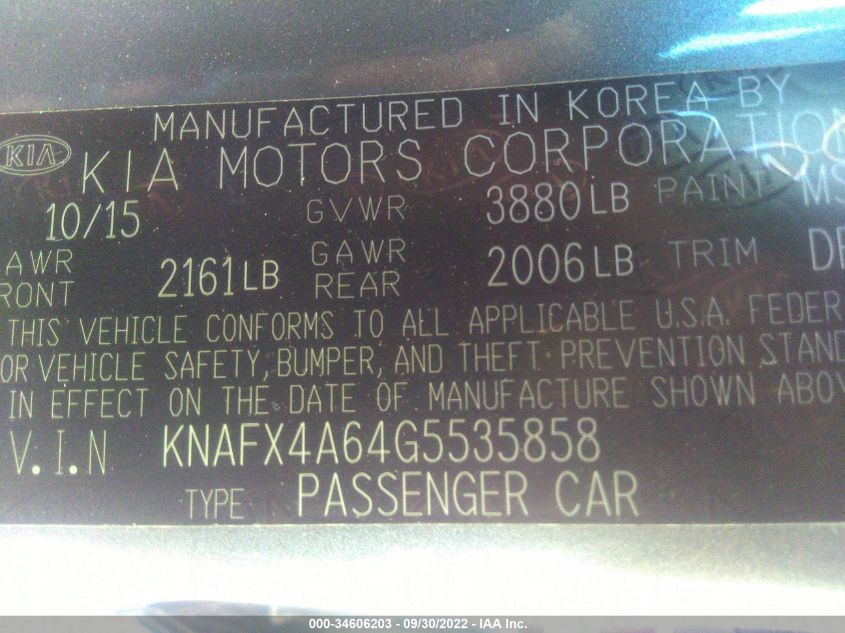 MANUFACTURED IN KOREA BY
KIA KIA MOTORS CORPORATION
10/15 GVWR 3880LB PAINT MS
AWR 2161LB GAWR 2006LB TRIM
RONT REAR
THIS VEHICLE CONFORMS TO ALL APPLICABLE U.S.A. FEDER
OR VEHICLE SAFETY, BUMPER, AND THEFT PREVENTION STAND
IN EFFECT ON THE DATE OF MANUFACTURE SHOWN ABOV
V.I.N KNAFX4A64G5535858
TYPE PASSENGER CAR
000-34606203 - 09/30/2022 - IAA Inc.